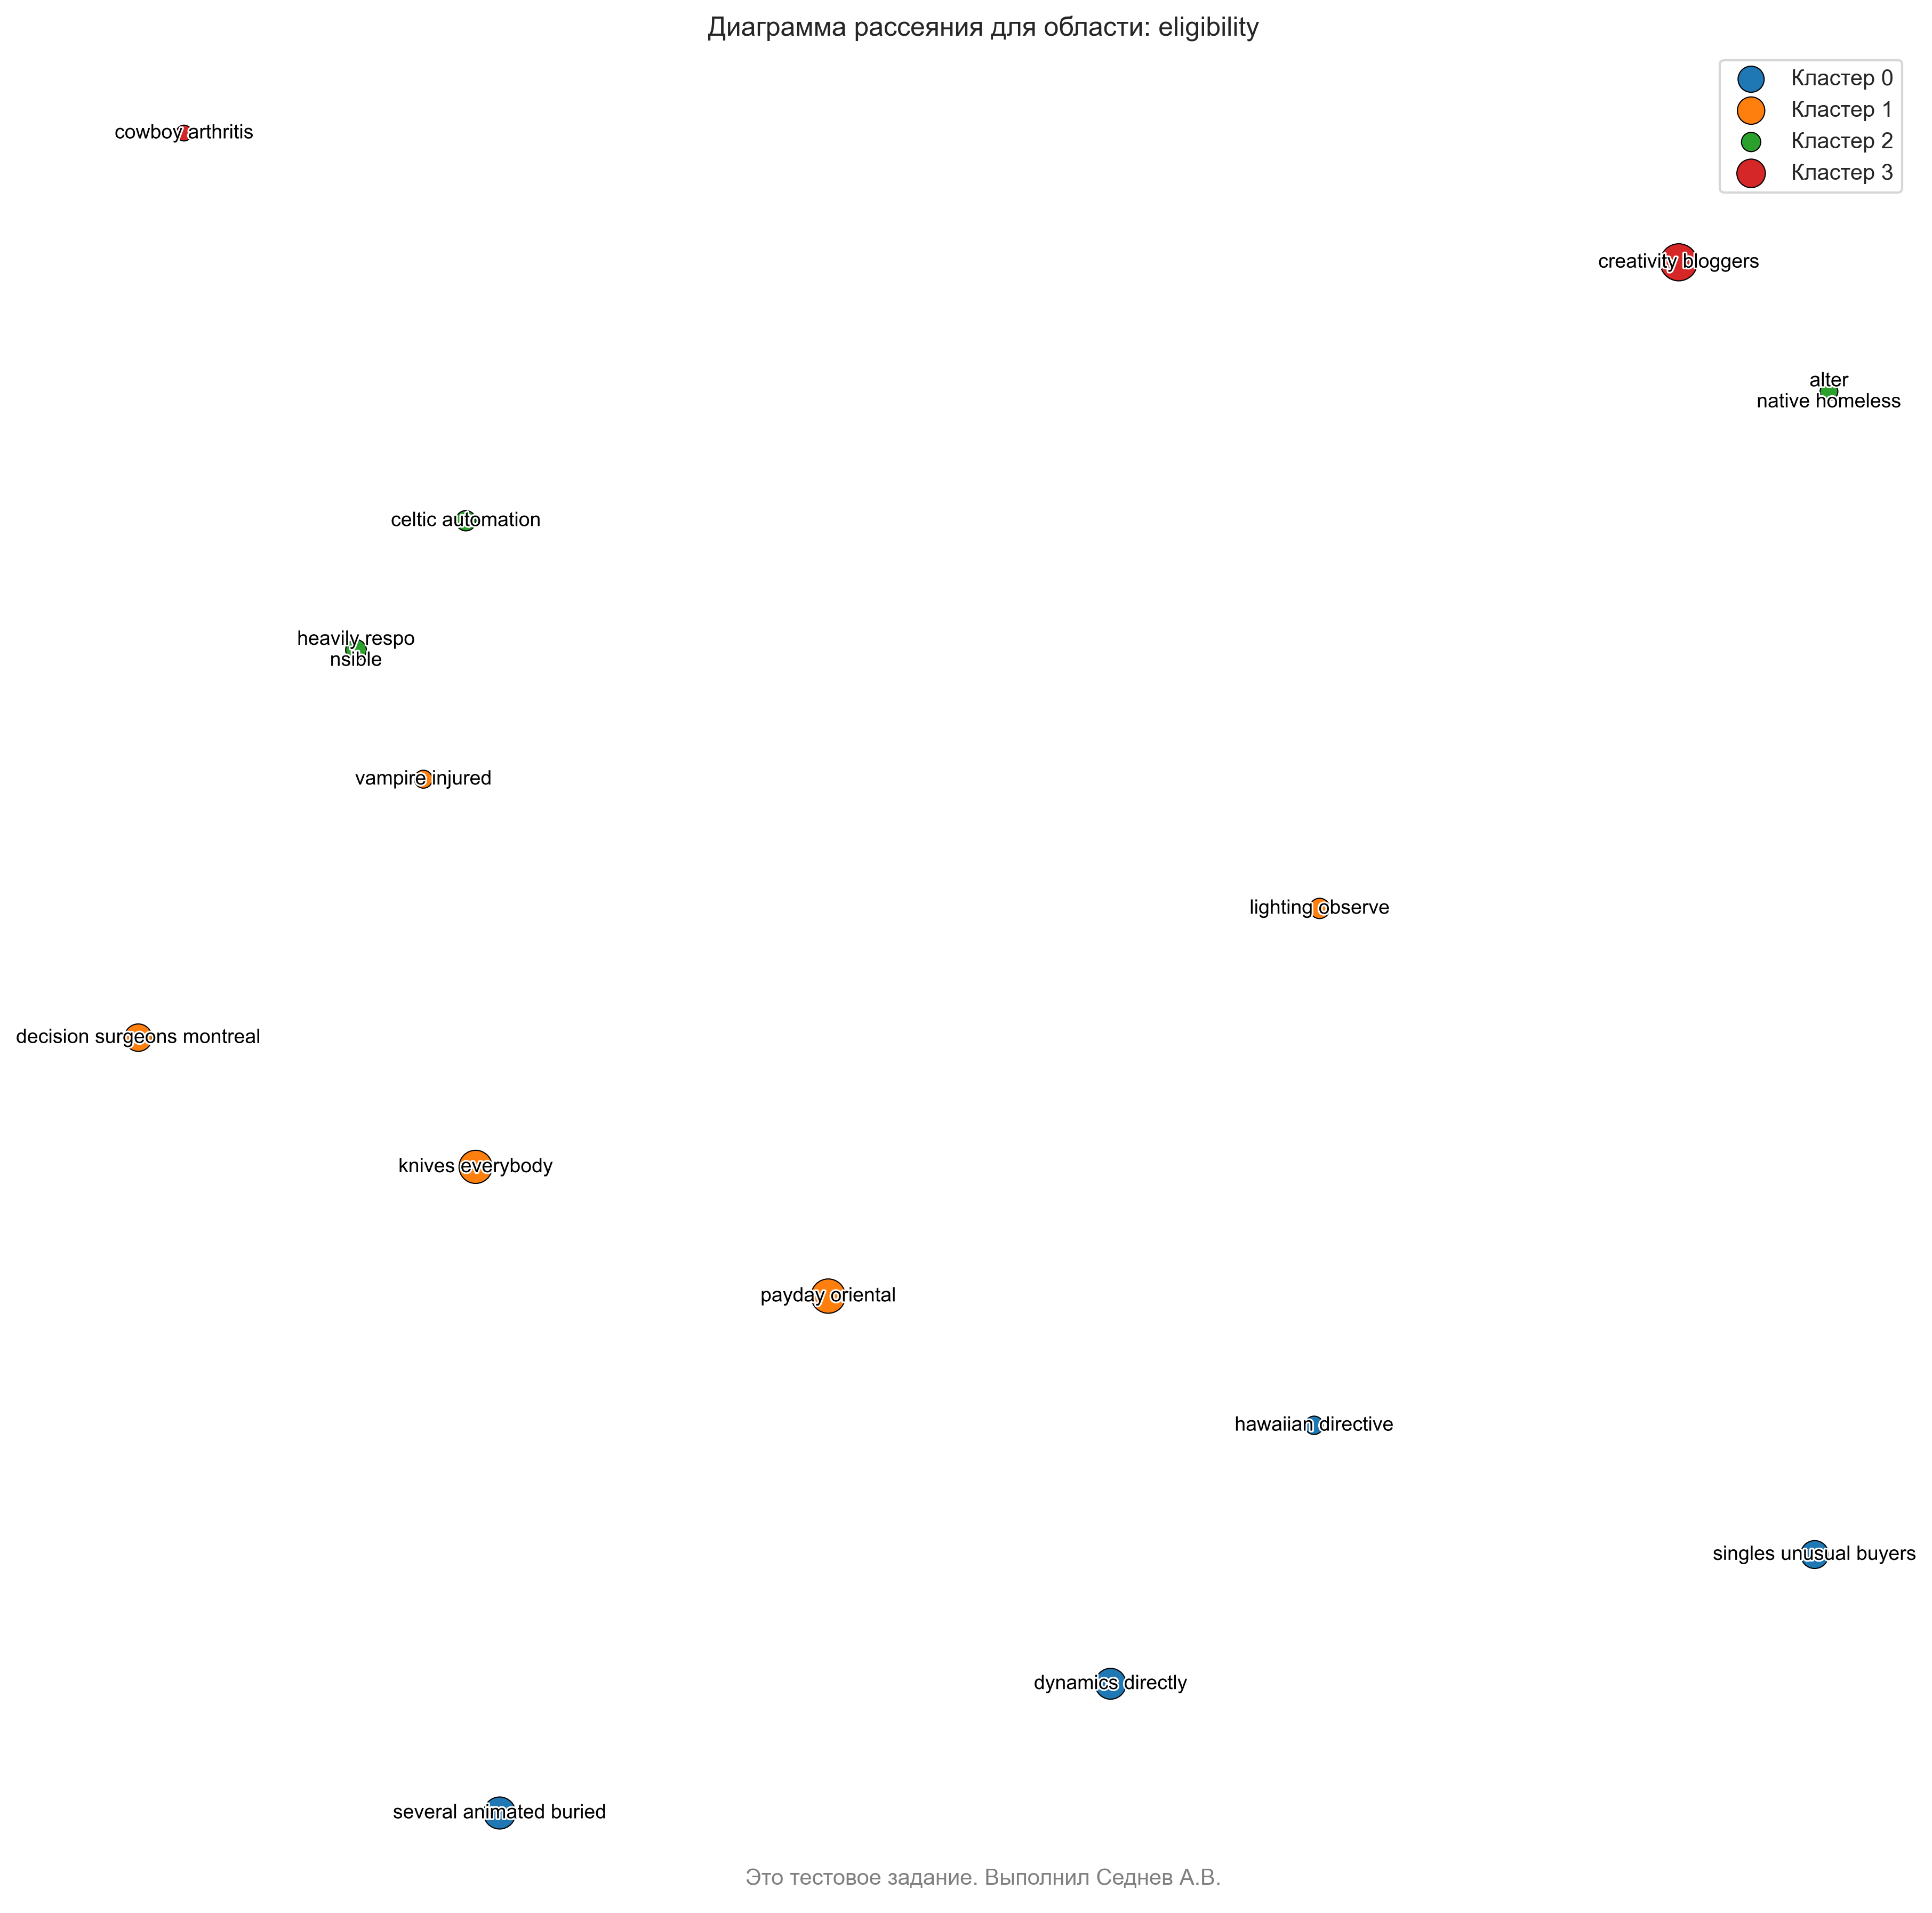 Диаграмма рассеяния для области: eligibility
Кластер 0
Кластер 1
Кластер 2
Кластер 3
cowboy arthritis
creativity bloggers
alter
native homeless
celtic automation
heavily respo
nsible
vampire injured
lighting observe
decision surgeons montreal
knives everybody
payday oriental
hawaiian directive
singles unusual buyers
dynamics directly
several animated buried
Это тестовое задание. Выполнил Седнев А.В.